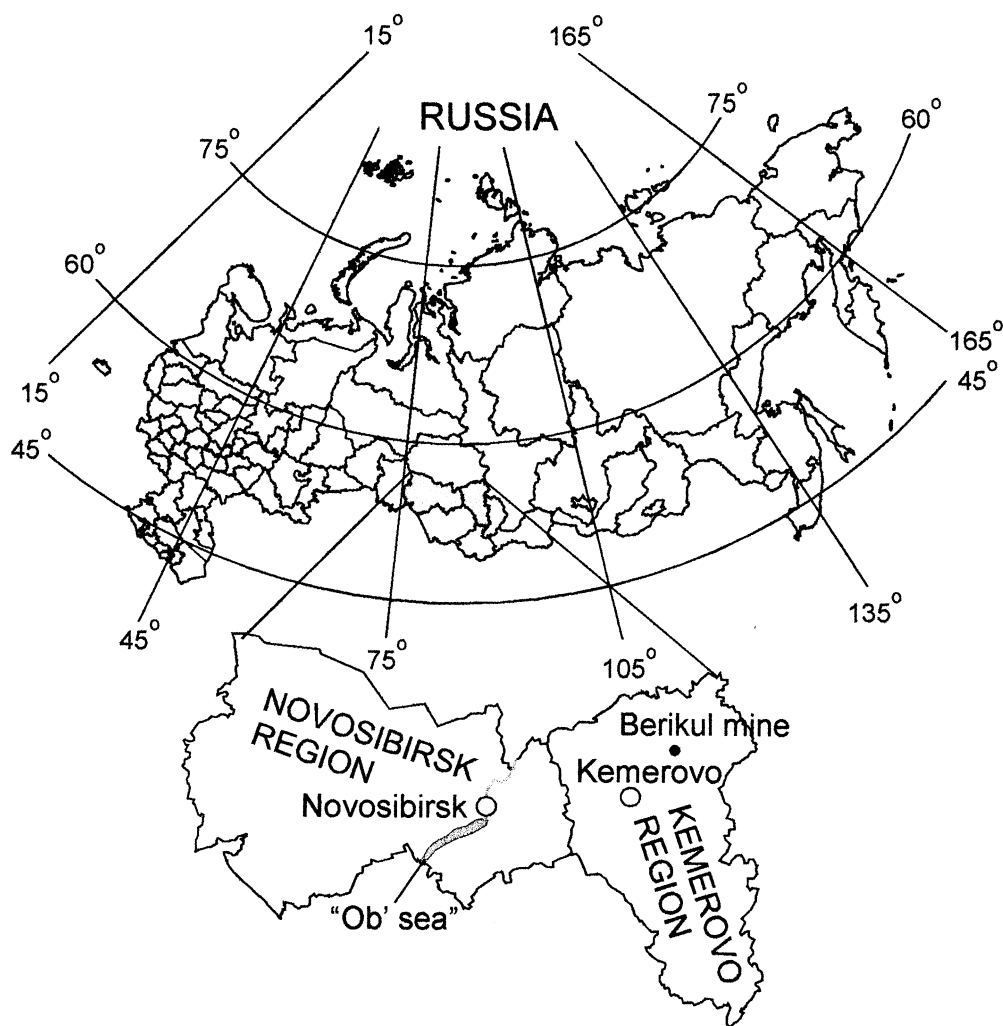 15° 165°
RUSSIA
75° 75° 60°
60°
165°
15° 45°
45°
45° 75° 105° 135°
NOVOSIBIRSK
REGION
Berikul mine
Kemerovo
Novosibirsk
KEMEROVO
REGION
“Ob’ sea”